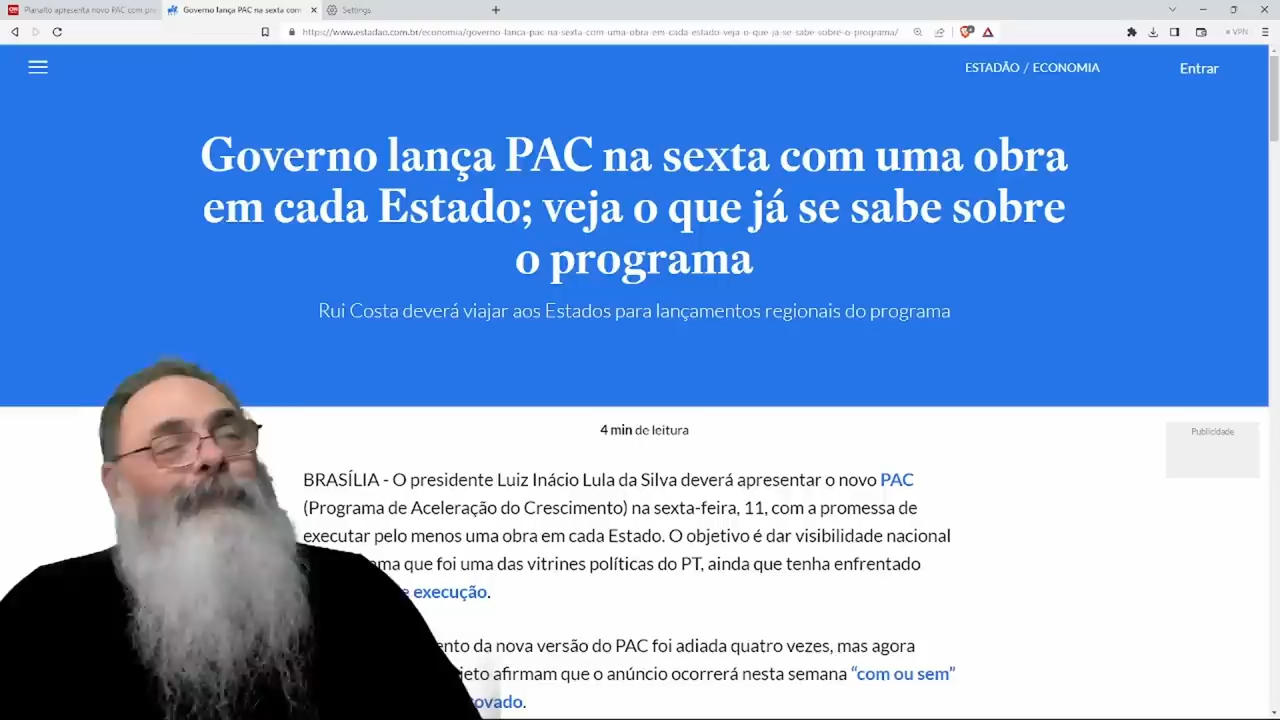 Planalto apresenta novo PAC com pre
Governo lança PAC na sexta com
Settings
https://www.estadao.com.br/economia/governo-lanca-pac-na-sexta-com-uma-obra-em-cada-estado-veja-o-que-ja-se-sabe-sobre-o-programa/
VPN
ESTADÃO / ECONOMIA
Entrar
Governo lança PAC na sexta com uma obra
em cada Estado; veja o que já se sabe sobre
o programa
Rui Costa deverá viajar aos Estados para lançamentos regionais do programa
4 min de leitura
Publicidade
BRASÍLIA - O presidente Luiz Inácio Lula da Silva deverá apresentar o novo PAC
(Programa de Aceleração do Crescimento) na sexta-feira, 11, com a promessa de
executar pelo menos uma obra em cada Estado. O objetivo é dar visibilidade nacional
ama que foi uma das vitrines políticas do PT, ainda que tenha enfrentado
e execução.
ento da nova versão do PAC foi adiada quatro vezes, mas agora
jeto afirmam que o anúncio ocorrerá nesta semana “com ou sem”
ovado.